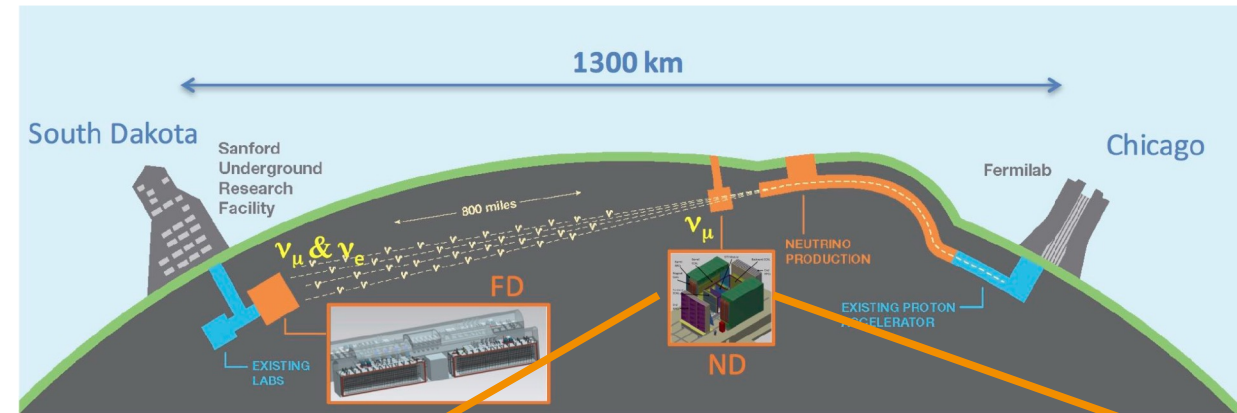 1300 km
South Dakota
Sanford
Underground
Research
Facility
Chicago
Fermilab
800 miles
νμ & νe
νμ
NEUTRINO
PRODUCTION
FD
EXISTING PROTON
ACCELERATOR
ND
EXISTING
LABS